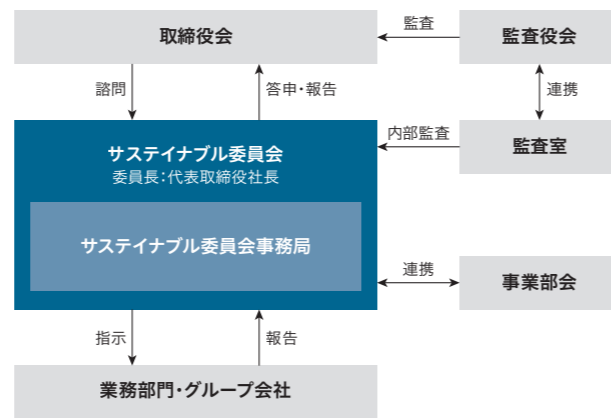 取締役会
監査
監査役会
諮問
答申・報告
連携
サステイナブル委員会
委員長：代表取締役社長
内部監査
監査室
サステイナブル委員会事務局
連携
事業部会
指示
報告
業務部門・グループ会社